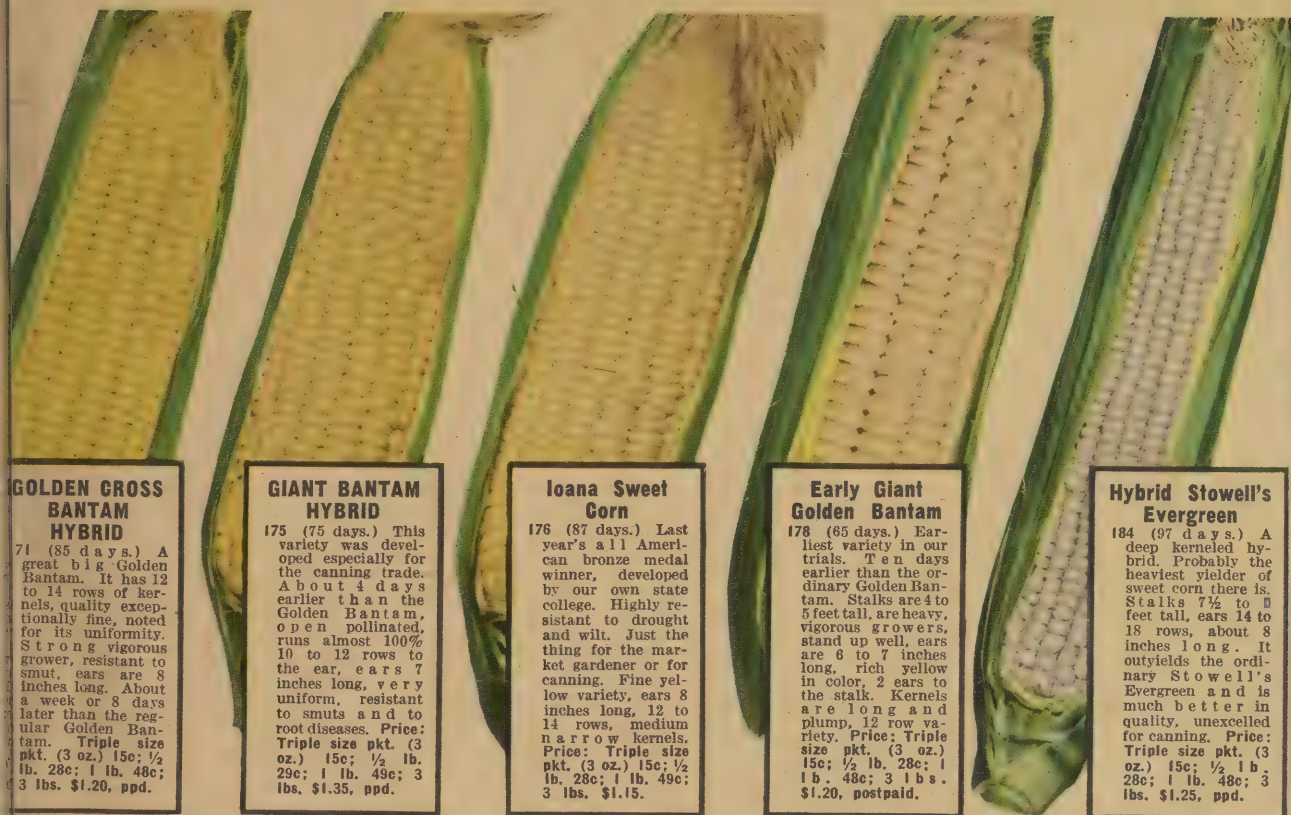 GOLDEN CROSS
BANTAM
HYBRID
71 (85 days.) A
great big Golden
Bantam. It has 12
to 14 rows of ker-
nels, quality excep-
tionally fine, noted
for its uniformity.
Strong vigorous
grower, resistant to
smut, ears are 8
inches long. About
a week or 8 days
later than the reg-
ular Golden Ban-
tam. Triple size
pkt. (3 oz.) 15c; ½
lb. 28c; 1 lb. 48c;
3 lbs. $1.20, ppd.
GIANT BANTAM
HYBRID
175 (75 days.) This
variety was devel-
oped especially for
the canning trade.
About 4 days
earlier than the
Golden Bantam,
open pollinated,
runs almost 100%
10 to 12 rows to
the ear, ears 7
inches long, very
uniform, resistant
to smuts and to
root diseases. Price:
Triple size pkt. (3
oz.) 15c; ½ lb.
29c; 1 lb. 49c; 3
lbs. $1.35, ppd.
Ioana Sweet
Corn
176 (87 days.) Last
year's all Ameri-
can bronze medal
winner, developed
by our own state
college. Highly re-
sistant to drought
and wilt. Just the
thing for the mar-
ket gardener or for
canning. Fine yel-
low variety, ears 8
inches long, 12 to
14 rows, medium
narrow kernels.
Price: Triple size
pkt. (3 oz.) 15c; ½
lb. 28c; 1 lb. 49c;
3 lbs. $1.15.
Early Giant
Golden Bantam
178 (65 days.) Ear-
liest variety in our
trials. Ten days
earlier than the or-
dinary Golden Ban-
tam. Stalks are 4 to
5 feet tall, are heavy,
vigorous growers,
stand up well, ears
are 6 to 7 inches
long, rich yellow
in color, 2 ears to
the stalk. Kernels
are long and
plump, 12 row va-
riety. Price: Triple
size pkt. (3 oz.)
15c; ½ lb. 28c; 1
lb. 48c; 3 lbs.
$1.20, postpaid.
Hybrid Stowell's
Evergreen
184 (97 days.) A
deep kerneled hy-
brid. Probably the
heaviest yielder of
sweet corn there is.
Stalks 7½ to
feet tall, ears 14 to
18 rows, about 8
inches long. It
outyields the ordi-
nary Stowell's
Evergreen and is
much better in
quality, unexcelled
for canning. Price:
Triple size pkt. (3
oz.) 15c; ½ lb.
28c; 1 lb. 48c; 3
lbs. $1.25, ppd.